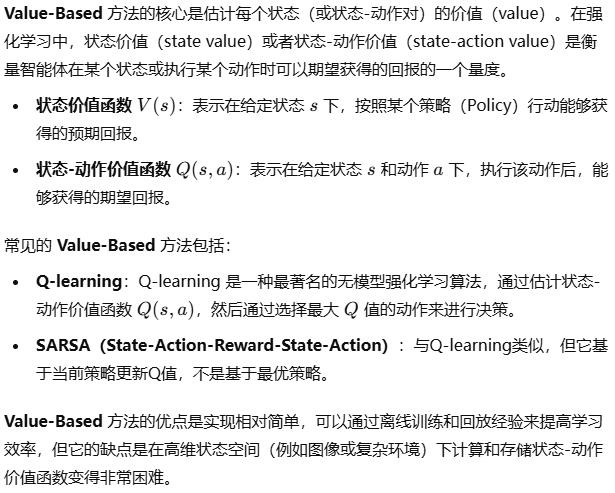 Value-Based 方法的核心是估计每个状态（或状态-动作对）的价值（value）。在强
化学习中，状态价值（state value）或者状态-动作价值（state-action value）是衡
量智能体在某个状态或执行某个动作时可以期望获得的回报的一个量度。
• 状态价值函数 V(s)：表示在给定状态 s 下，按照某个策略（Policy）行动能够获
得的预期回报。
• 状态-动作价值函数 Q(s, a)：表示在给定状态 s 和动作 a 下，执行该动作后，能
够获得的期望回报。
常见的 Value-Based 方法包括：
• Q-learning：Q-learning 是一种最著名的无模型强化学习算法，通过估计状态-
动作价值函数 Q(s, a)，然后通过选择最大 Q 值的动作来进行决策。
• SARSA（State-Action-Reward-State-Action）：与Q-learning类似，但它基
于当前策略更新Q值，不是基于最优策略。
Value-Based 方法的优点是实现相对简单，可以通过离线训练和回放经验来提高学习
效率，但它的缺点是在高维状态空间（例如图像或复杂环境）下计算和存储状态-动作
价值函数变得非常困难。